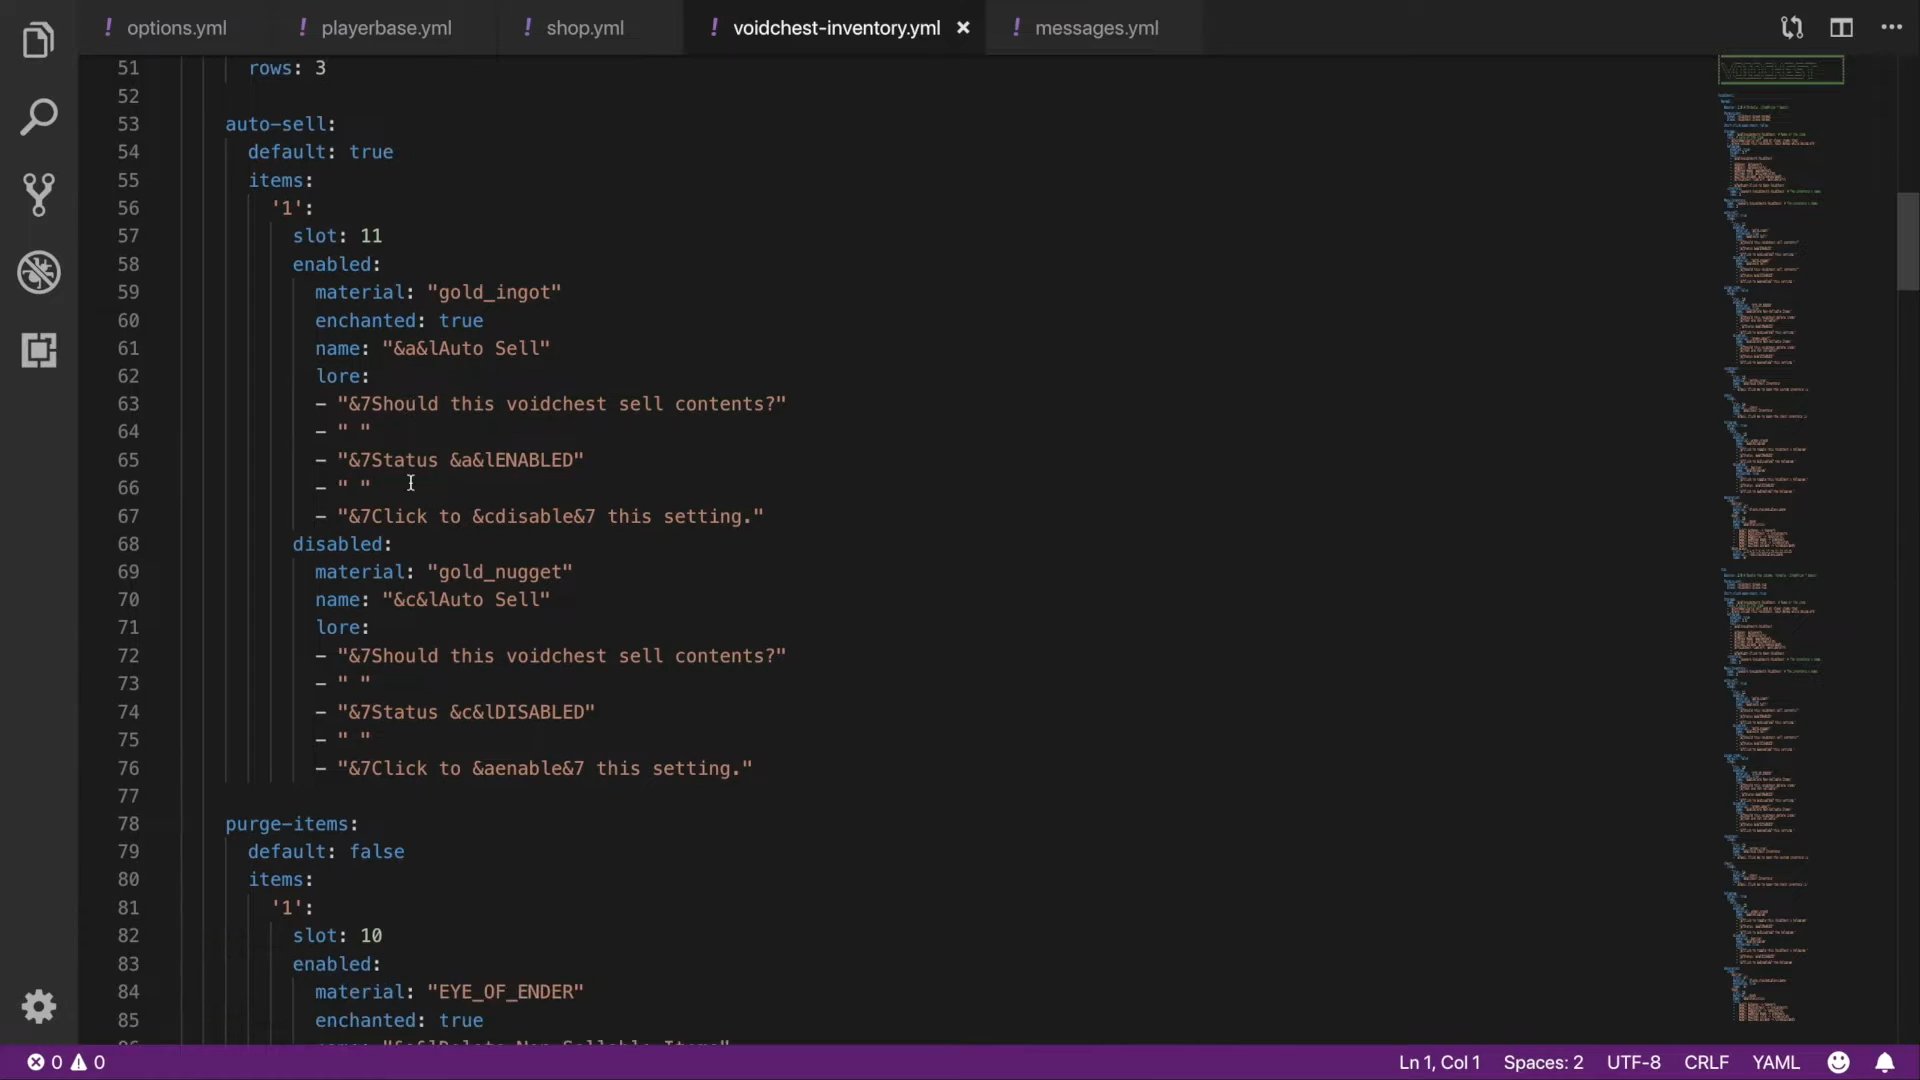 ! options.yml ! playerbase.yml ! shop.yml ! voidchest-inventory.yml × ! messages.yml
51 rows: 3
52
53 auto-sell:
54 default: true
55 items:
56 '1':
57 slot: 11
58 enabled:
59 material: "gold_ingot"
60 enchanted: true
61 name: "&a&lAuto Sell"
62 lore:
63 - "&7Should this voidchest sell contents?"
64 - " "
65 - "&7Status &a&lENABLED"
66 - " "
67 - "&7Click to &cdisable&7 this setting."
68 disabled:
69 material: "gold_nugget"
70 name: "&c&lAuto Sell"
71 lore:
72 - "&7Should this voidchest sell contents?"
73 - " "
74 - "&7Status &c&lDISABLED"
75 - " "
76 - "&7Click to &aenable&7 this setting."
77
78 purge-items:
79 default: false
80 items:
81 '1':
82 slot: 10
83 enabled:
84 material: "EYE_OF_ENDER"
85 enchanted: true
0 0 Ln 1, Col 1 Spaces: 2 UTF-8 CRLF YAML